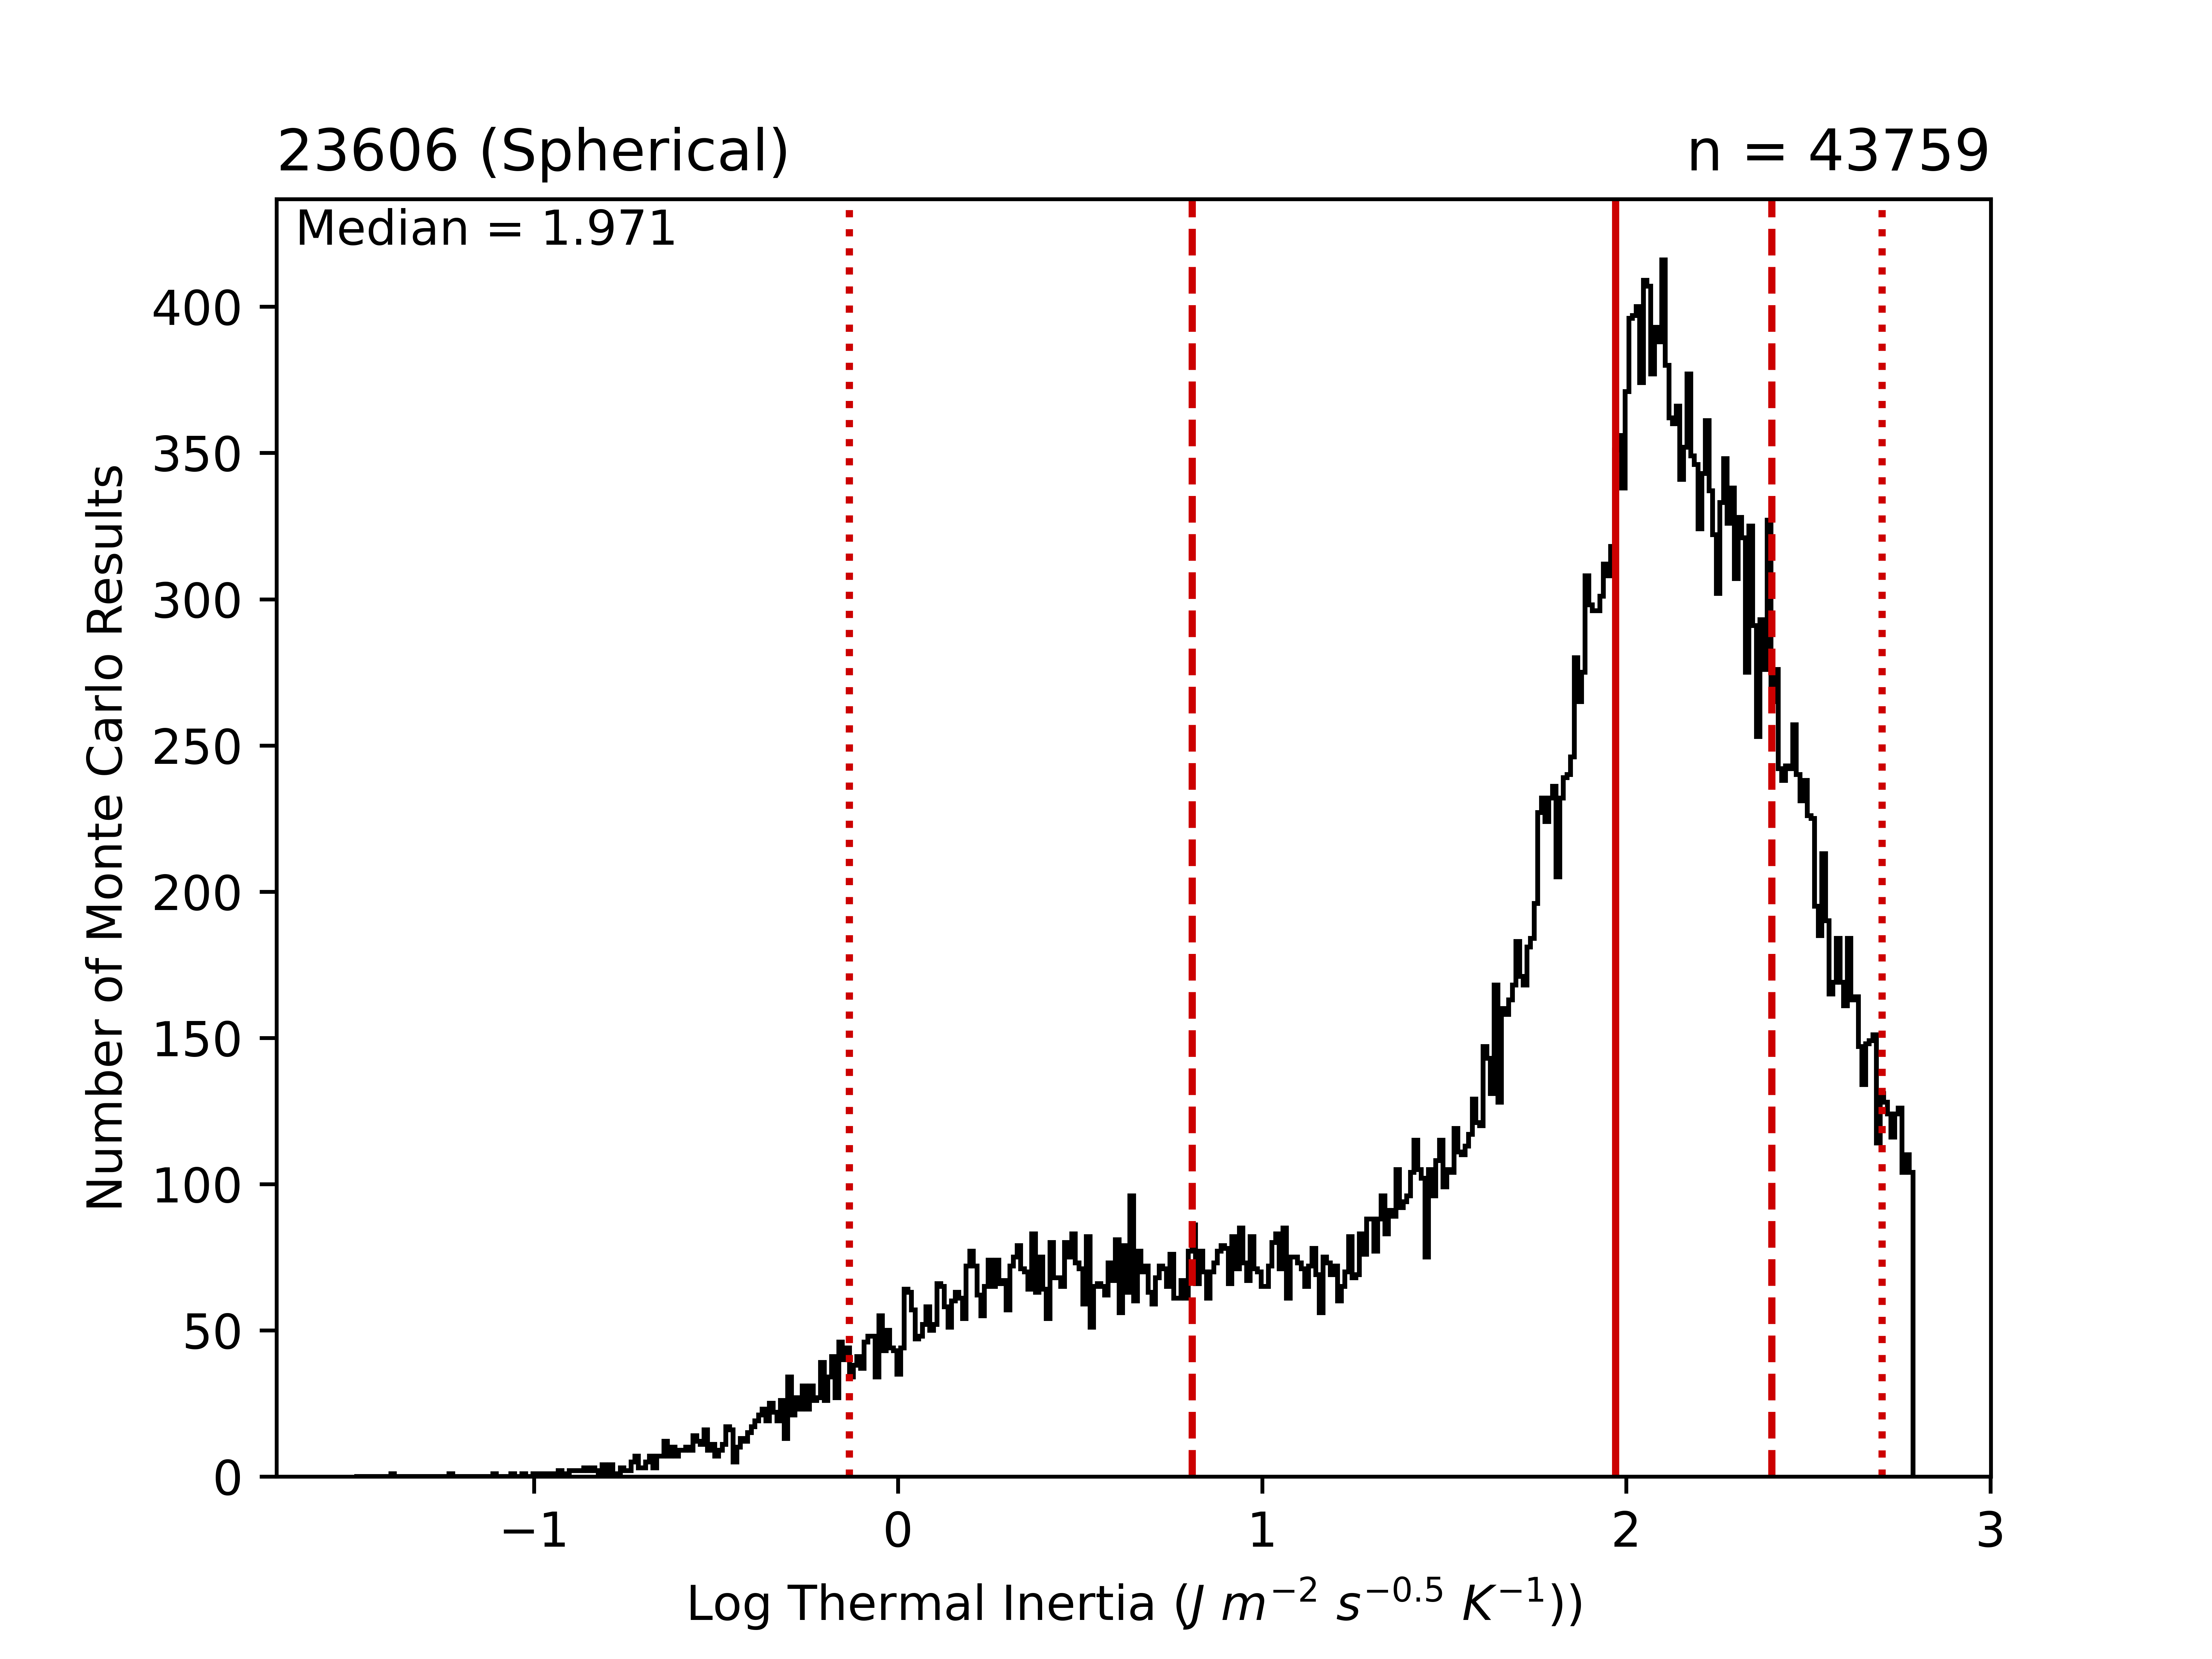 23606 (Spherical)
n = 43759
Median = 1.971
400
350
300
250
200
150
100
50
0
Number of Monte Carlo Results
−1 0 1 2 3
Log Thermal Inertia (J m⁻² s⁻⁰·⁵ K⁻¹))